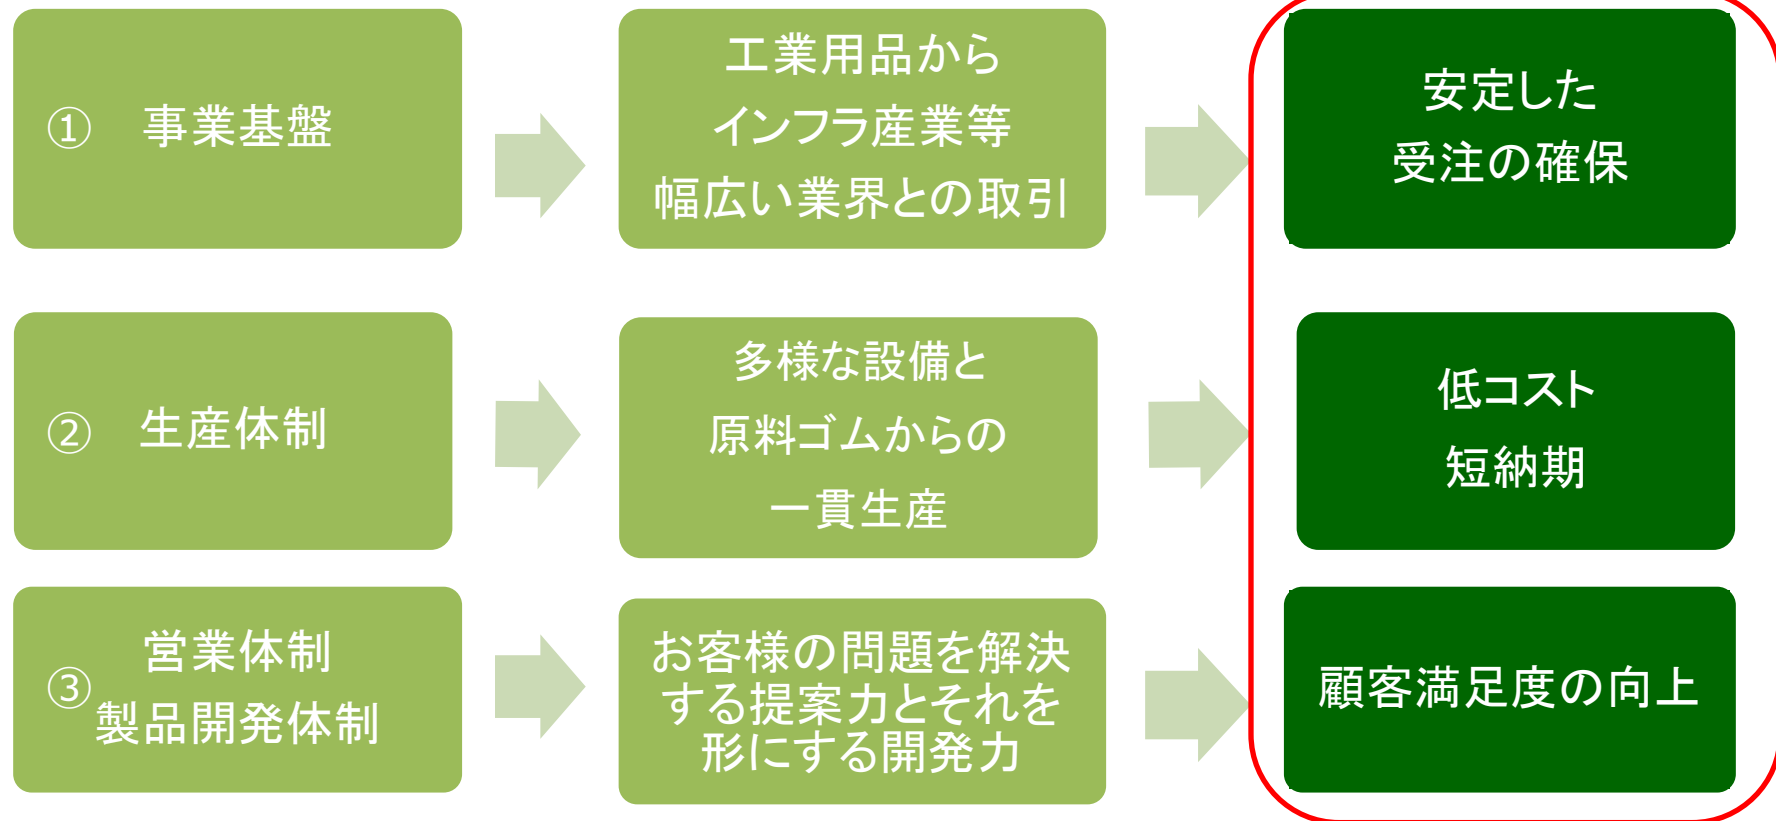 ① 事業基盤
工業用品から
インフラ産業等
幅広い業界との取引
安定した
受注の確保
② 生産体制
多様な設備と
原料ゴムからの
一貫生産
低コスト
短納期
③
営業体制
製品開発体制
お客様の問題を解決
する提案力とそれを
形にする開発力
顧客満足度の向上